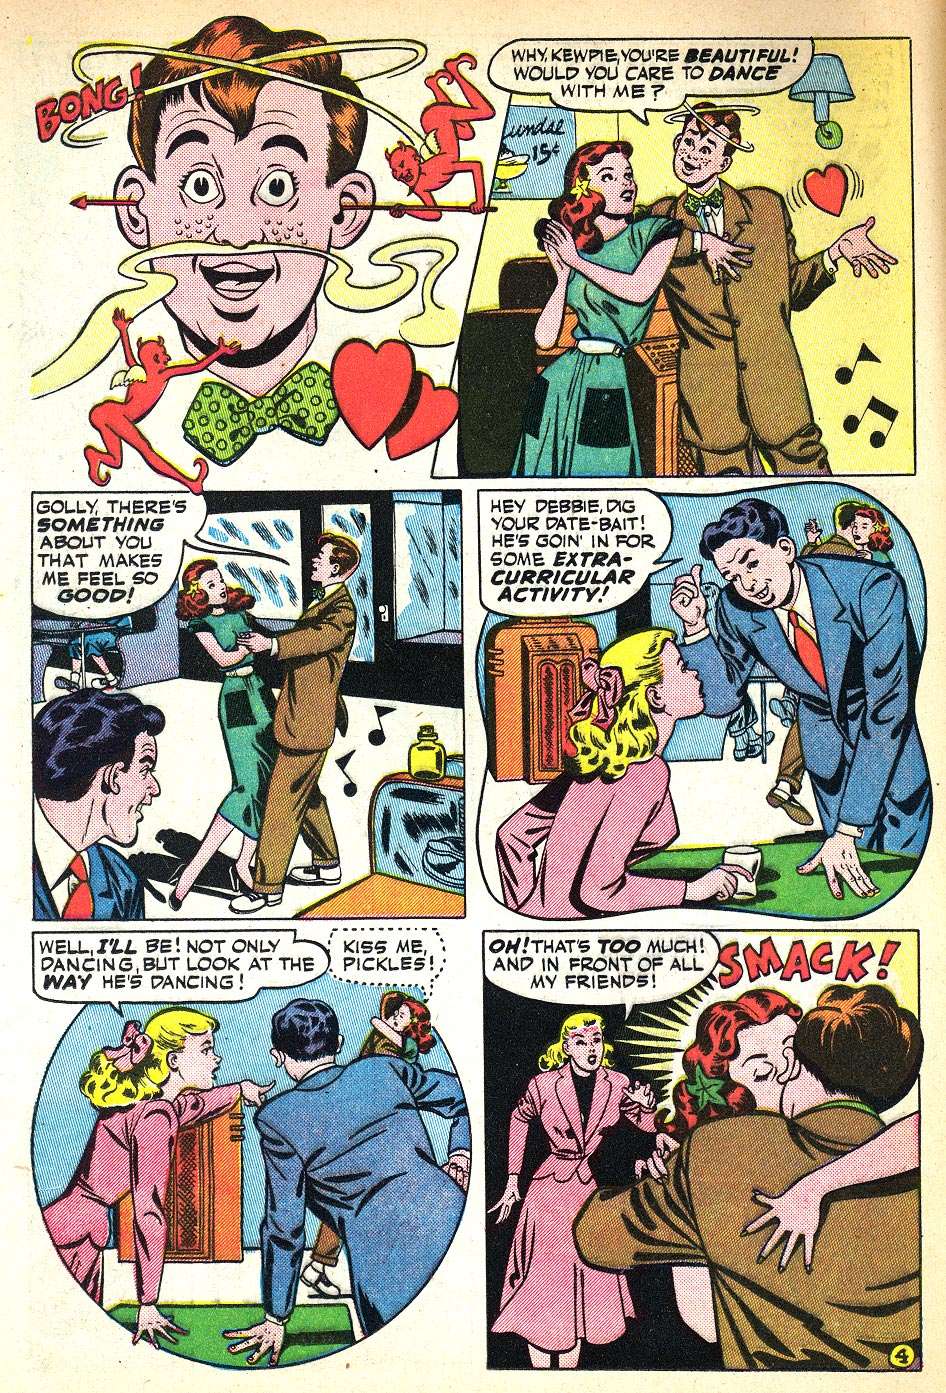 BONG!
WHY, KEWPIE, YOU'RE BEAUTIFUL!
WOULD YOU CARE TO DANCE
WITH ME?
undae
15¢
GOLLY, THERE'S
SOMETHING
ABOUT YOU
THAT MAKES
ME FEEL SO
GOOD!
HEY DEBBIE, DIG
YOUR DATE-BAIT!
HE'S GOIN' IN FOR
SOME EXTRA-
CURRICULAR
ACTIVITY!
WELL, I'LL BE! NOT ONLY
DANCING, BUT LOOK AT THE
WAY HE'S DANCING!
KISS ME,
PICKLES!
OH! THAT'S TOO MUCH!
AND IN FRONT OF ALL
MY FRIENDS!
SMACK!
4